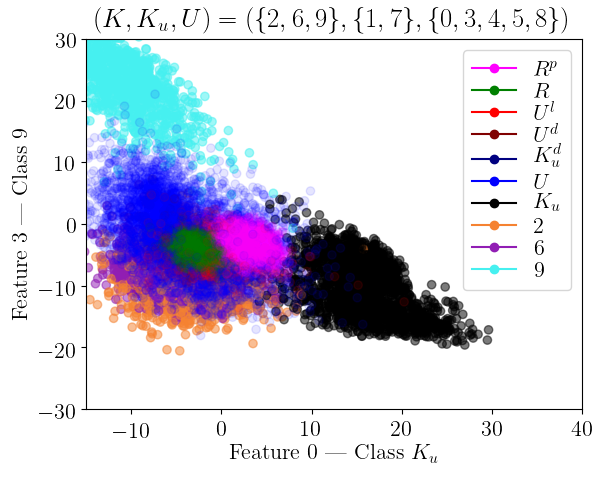 (K, K_u, U) = ({2, 6, 9}, {1, 7}, {0, 3, 4, 5, 8})
30
20
10
0
−10
−20
−30
−10
0
10
20
30
40
Feature 3 — Class 9
Feature 0 — Class K_u
R^p
R
U^l
U^d
K_u^d
U
K_u
2
6
9